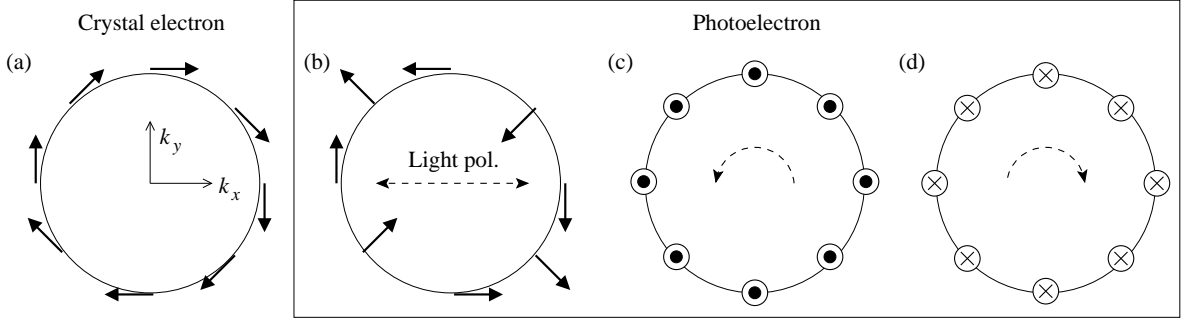 Crystal electron
Photoelectron
(a)
(b)
(c)
(d)
k_y
k_x
Light pol.